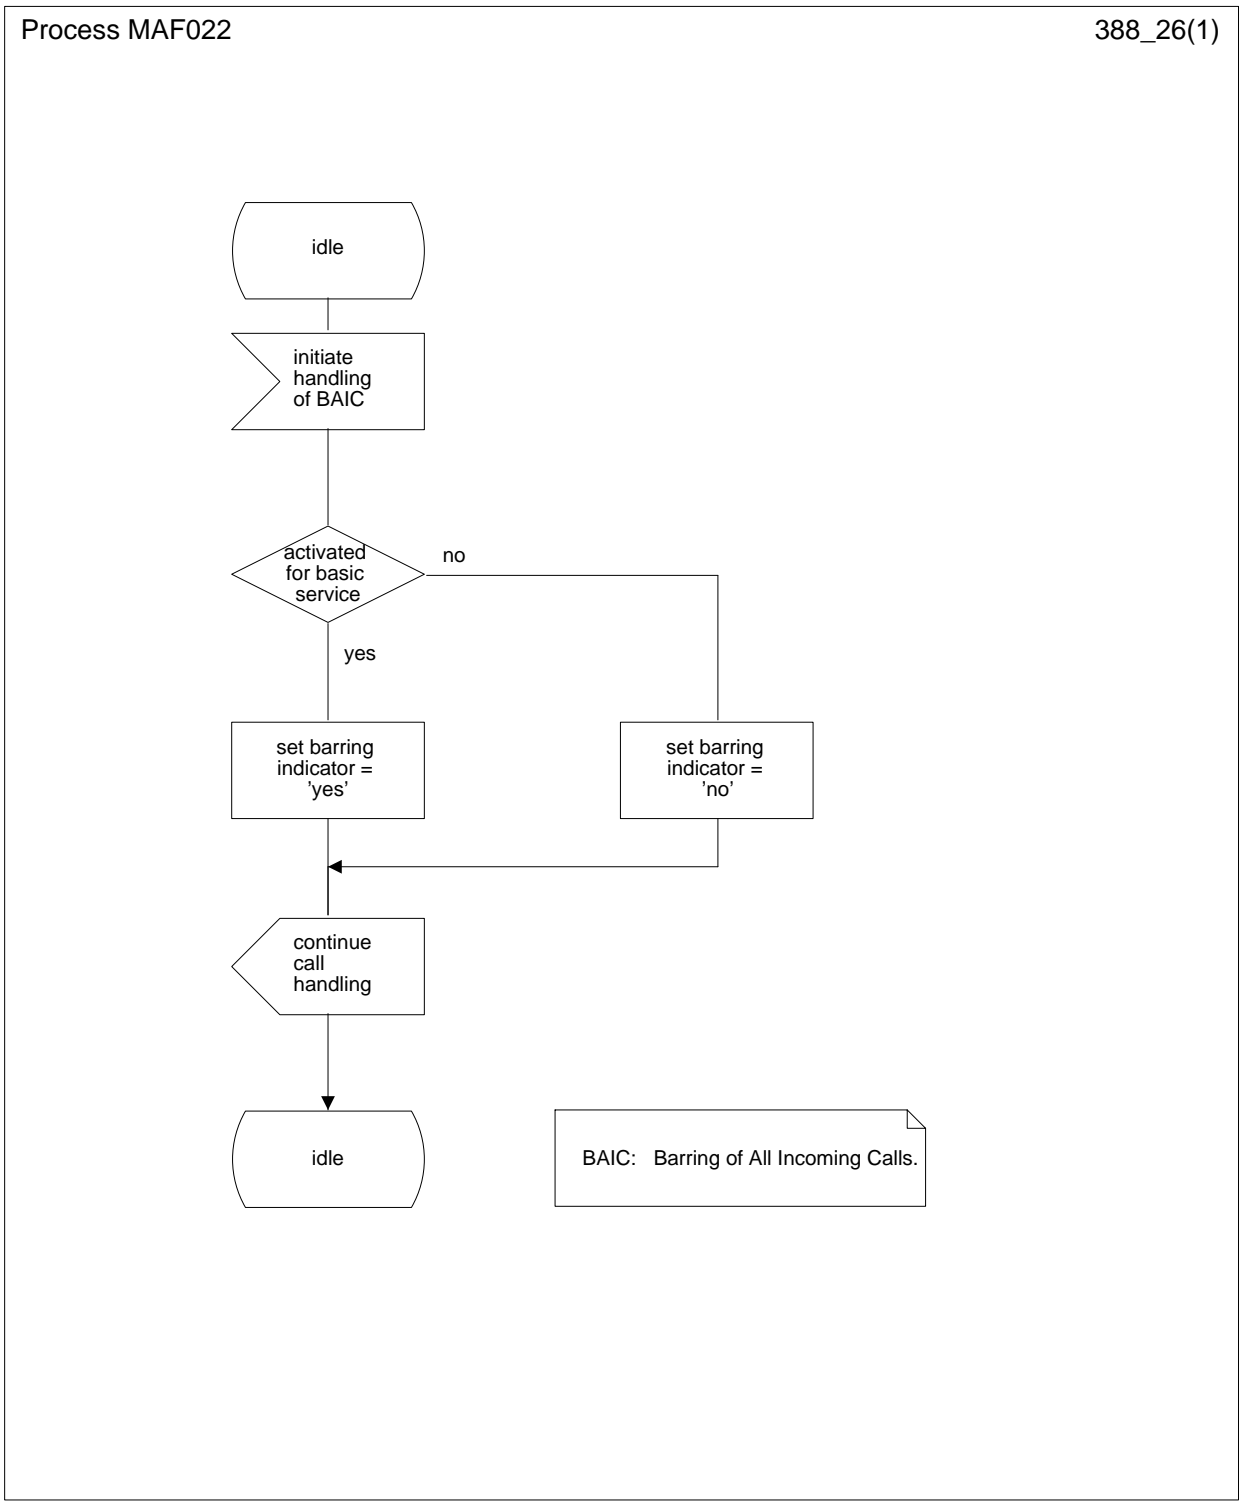 Process MAF022
388_26(1)
idle
initiate
handling
of BAIC
activated
for basic
service
no
yes
set barring
indicator =
’yes’
set barring
indicator =
’no’
continue
call
handling
idle
BAIC: Barring of All Incoming Calls.